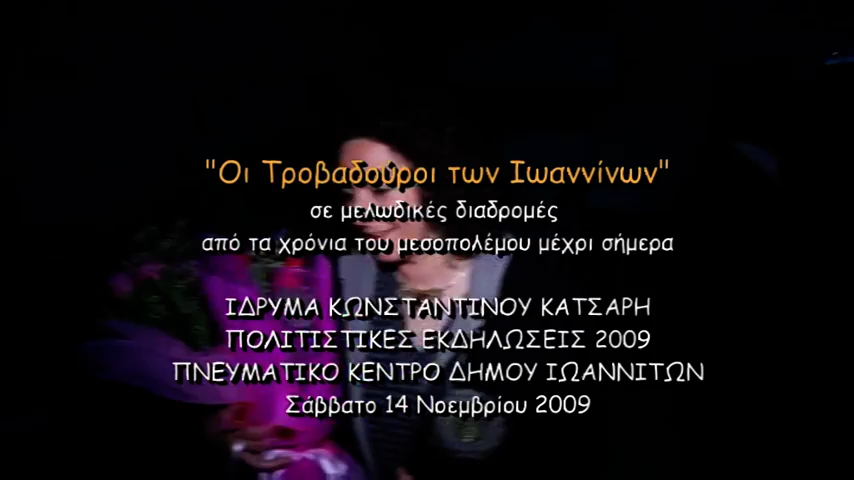 "Οι Τροβαδούροι των Ιωαννίνων"
σε μελωδικές διαδρομές
από τα χρόνια του μεσοπολέμου μέχρι σήμερα
ΙΔΡΥΜΑ ΚΩΝΣΤΑΝΤΙΝΟΥ ΚΑΤΣΑΡΗ
ΠΟΛΙΤΙΣΤΙΚΕΣ ΕΚΔΗΛΩΣΕΙΣ 2009
ΠΝΕΥΜΑΤΙΚΟ ΚΕΝΤΡΟ ΔΗΜΟΥ ΙΩΑΝΝΙΤΩΝ
Σάββατο 14 Νοεμβρίου 2009